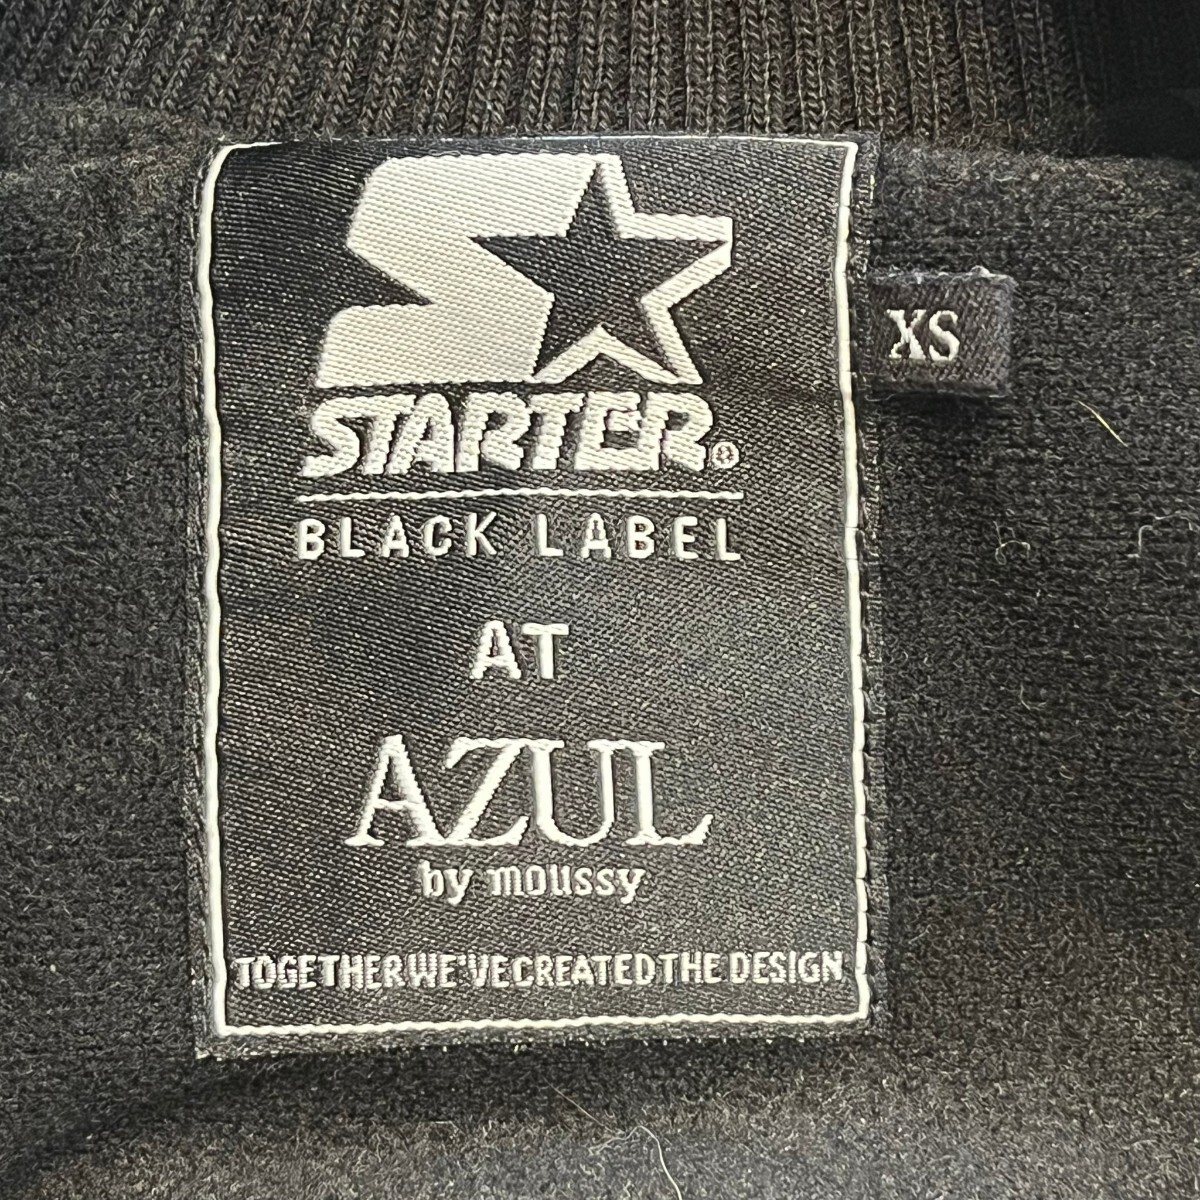 STARTER®
BLACK LABEL
AT
AZUL
by moussy
TOGETHER WE'VE CREATED THE DESIGN
XS